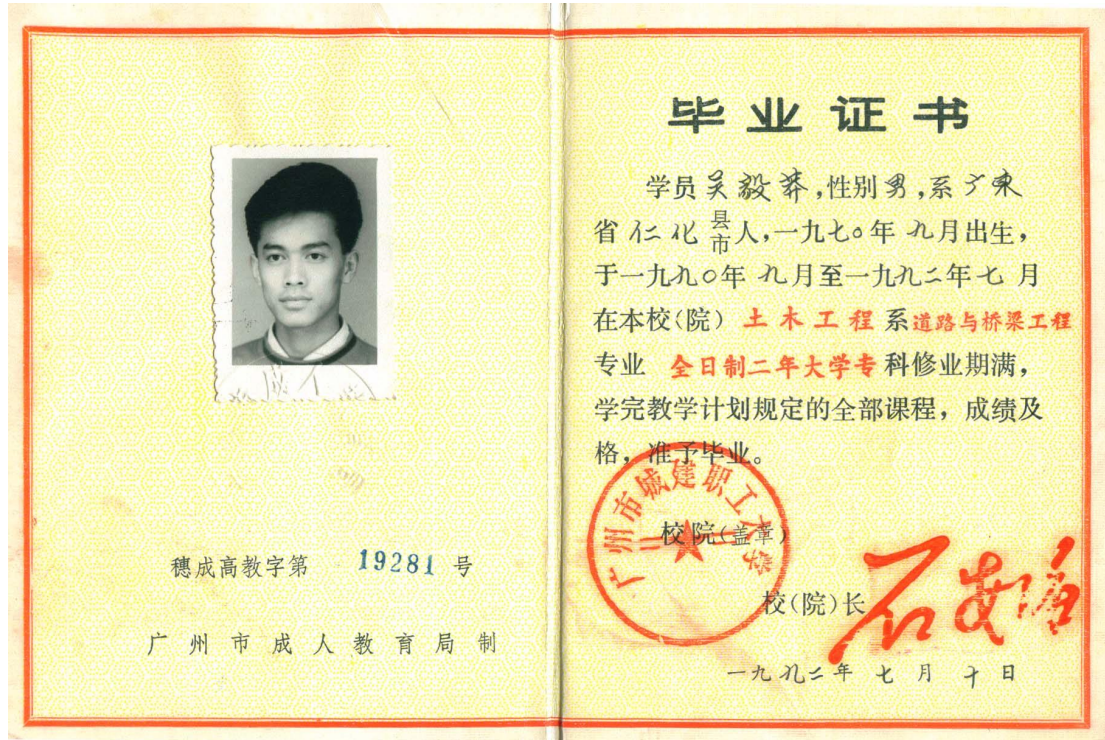 穗成高教字第 19281 号
广州市成人教育局制
毕业证书
学员吴毅莽,性别男,系广东
省仁化县市人,一九七〇年九月出生,
于一九九〇年九月至一九九二年七月
在本校(院)土木工程系道路与桥梁工程
专业 全日制二年大学专科修业期满,
学完教学计划规定的全部课程,成绩及
格,准予毕业。
广州市城建职工大学
校院(盖章)
校(院)长
一九九二年七月十日